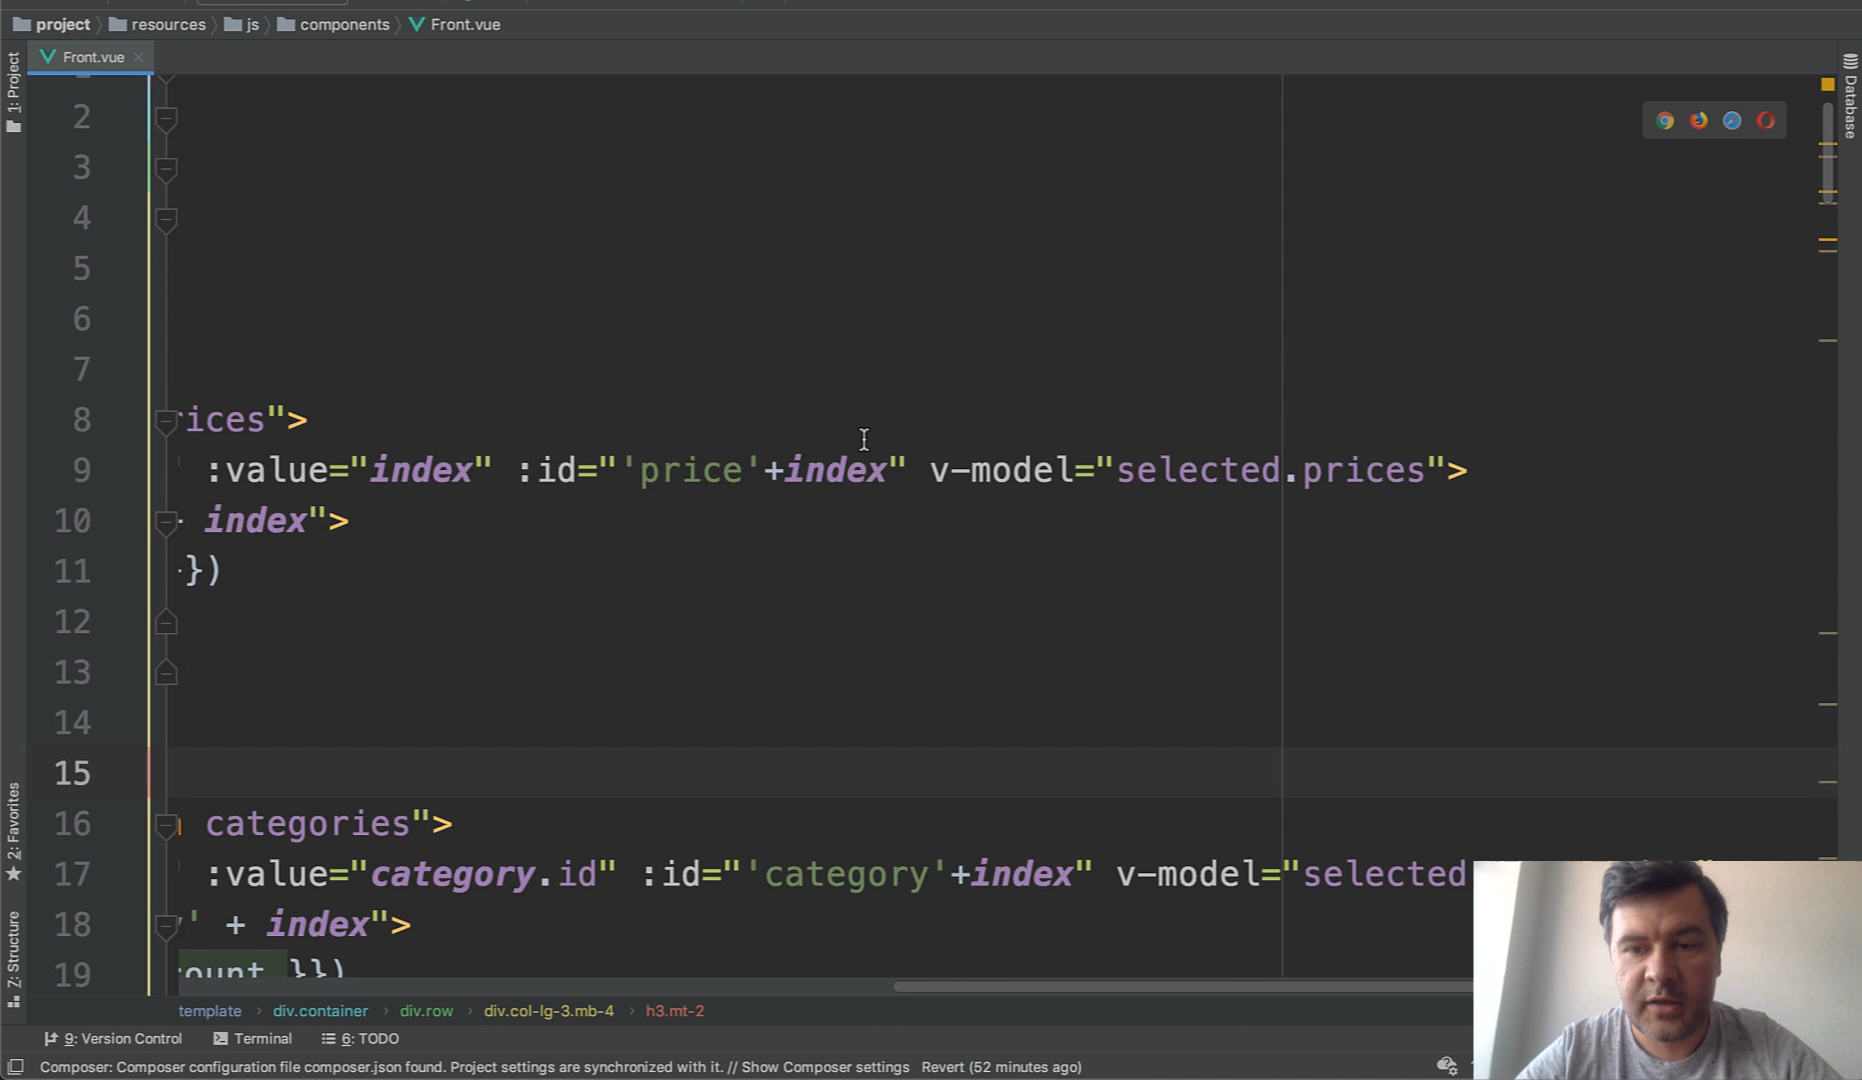 project resources js components Front.vue
Front.vue
1: Project
Database
2
3
4
5
6
7
8 rices">
9 :value="index" :id="'price'+index" v-model="selected.prices">
10 index">
11 })
12
13
14
15
16 categories">
17 :value="category.id" :id="'category'+index" v-model="selected
18 ' + index">
19 ount }})
2: Favorites
Z: Structure
template div.container div.row div.col-lg-3.mb-4 h3.mt-2
9: Version Control Terminal 6: TODO
Composer: Composer configuration file composer.json found. Project settings are synchronized with it. // Show Composer settings Revert (52 minutes ago)